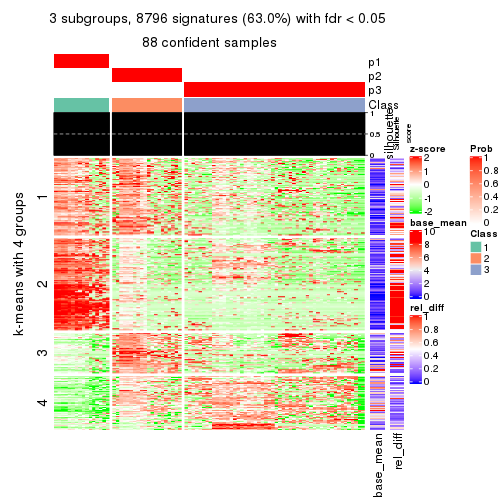 3 subgroups, 8796 signatures (63.0%) with fdr < 0.05
88 confident samples
p1
p2
p3
Class
1
0.5
0
silhouette
Silhouette
score
k-means with 4 groups
1
2
3
4
base_mean
rel_diff
z-score
2
1
0
-1
-2
base_mean
10
8
6
4
2
0
rel_diff
1
0.8
0.6
0.4
0.2
0
Prob
1
0.8
0.6
0.4
0.2
0
Class
1
2
3